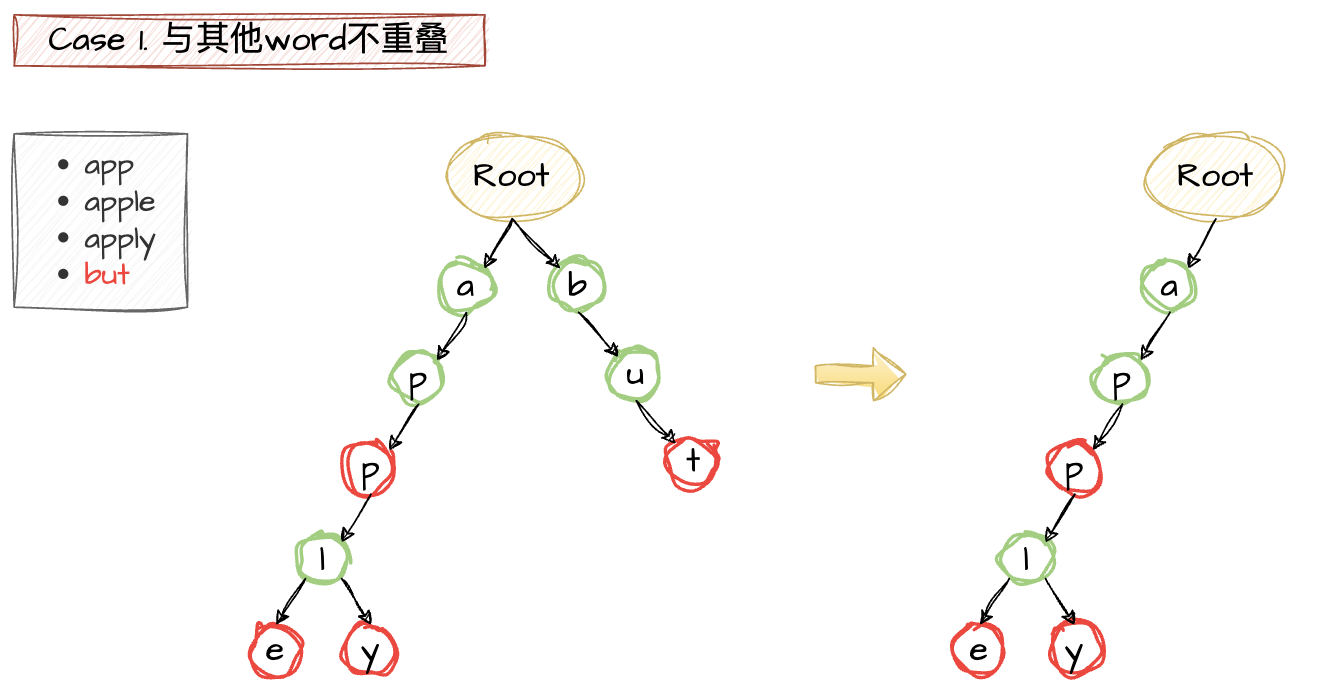 Case 1. 与其他word不重叠
• app
• apple
• apply
• but
Root
Root
a
b
a
p
u
p
p
t
p
l
l
e
y
e
y